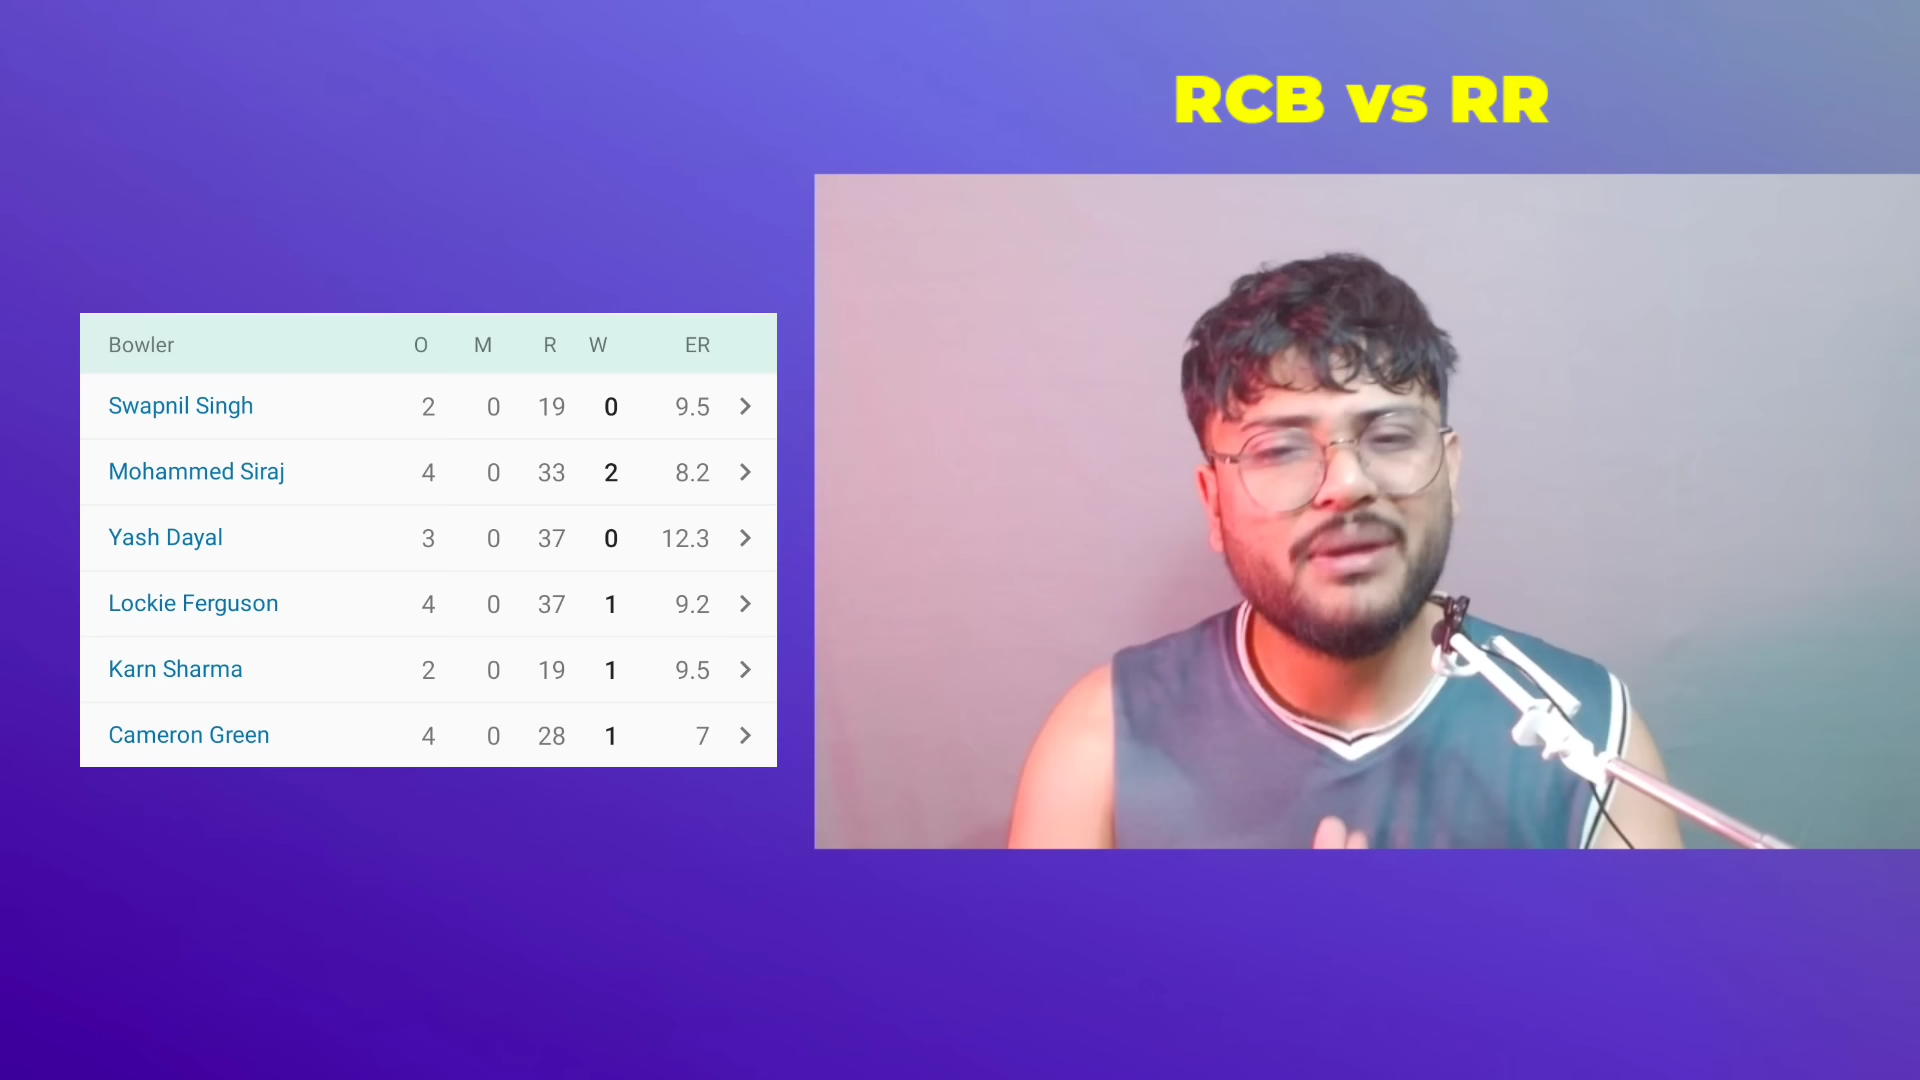 RCB vs RR
Bowler O M R W ER
Swapnil Singh 2 0 19 0 9.5
Mohammed Siraj 4 0 33 2 8.2
Yash Dayal 3 0 37 0 12.3
Lockie Ferguson 4 0 37 1 9.2
Karn Sharma 2 0 19 1 9.5
Cameron Green 4 0 28 1 7